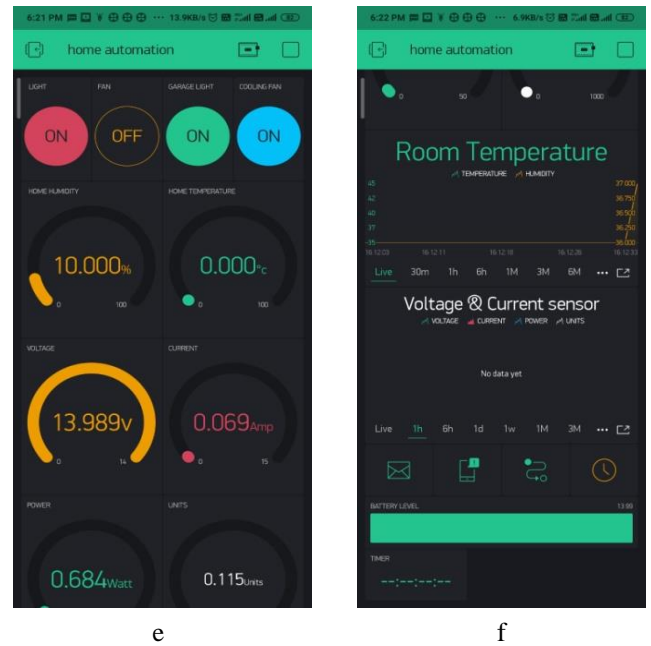 6:21 PM
13.9KB/s
home automation
LIGHT
FAN
GARAGE LIGHT
COOLING FAN
ON
OFF
ON
ON
HOME HUMIDITY
HOME TEMPERATURE
10.000%
0.000°c
0
100
0
100
VOLTAGE
CURRENT
13.989v
0.069Amp
0
14
0
15
POWER
UNITS
0.684Watt
0.115Units
e
6:22 PM
6.9KB/s
home automation
0
50
0
1000
Room Temperature
TEMPERATURE
HUMIDITY
45
42
40
37
35
37.000
36.750
36.500
36.250
36.000
16:12:03
16:12:11
16:12:18
16:12:26
16:12:33
Live 30m 1h 6h 1M 3M 6M
Voltage & Current sensor
VOLTAGE CURRENT POWER UNITS
No data yet
Live 1h 6h 1d 1w 1M 3M
BATTERY LEVEL
13.99
TIMER
--:--:--:--
f